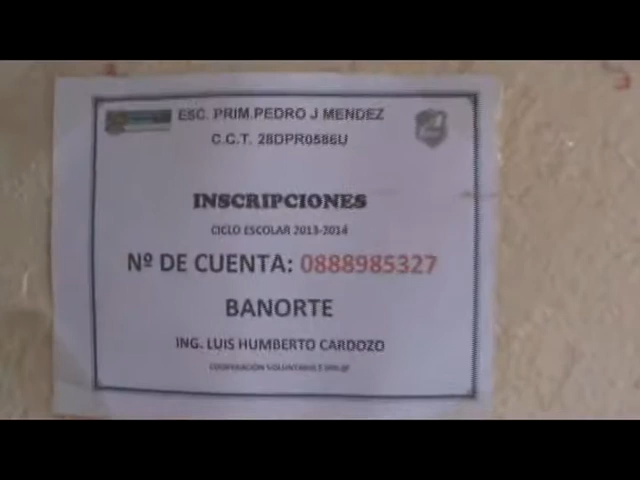 ESC. PRIM.PEDRO J MENDEZ
C.C.T. 28DPR0586U
INSCRIPCIONES
CICLO ESCOLAR 2013-2014
Nº DE CUENTA: 0888985327
BANORTE
ING. LUIS HUMBERTO CARDOZO
COOPERACION